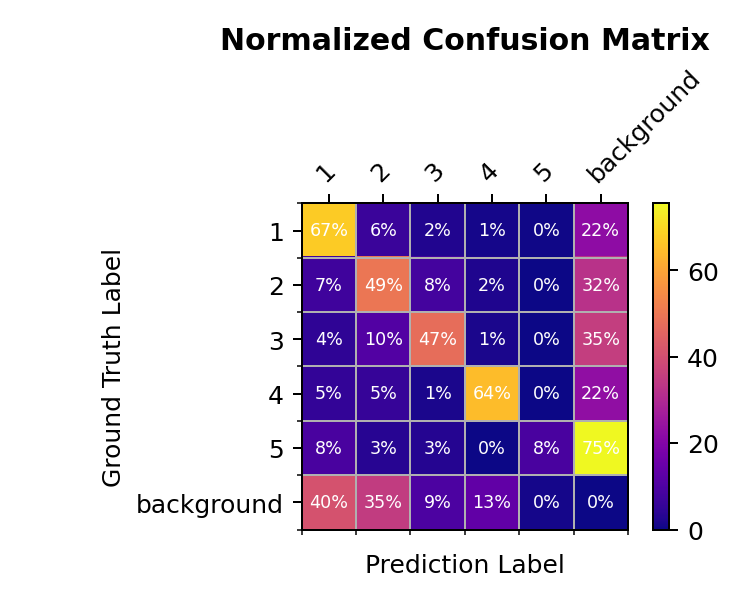 Normalized Confusion Matrix
1 2 3 4 5 background
1 67% 6% 2% 1% 0% 22%
2 7% 49% 8% 2% 0% 32%
3 4% 10% 47% 1% 0% 35%
4 5% 5% 1% 64% 0% 22%
5 8% 3% 3% 0% 8% 75%
background 40% 35% 9% 13% 0% 0%
Ground Truth Label
Prediction Label
60
40
20
0